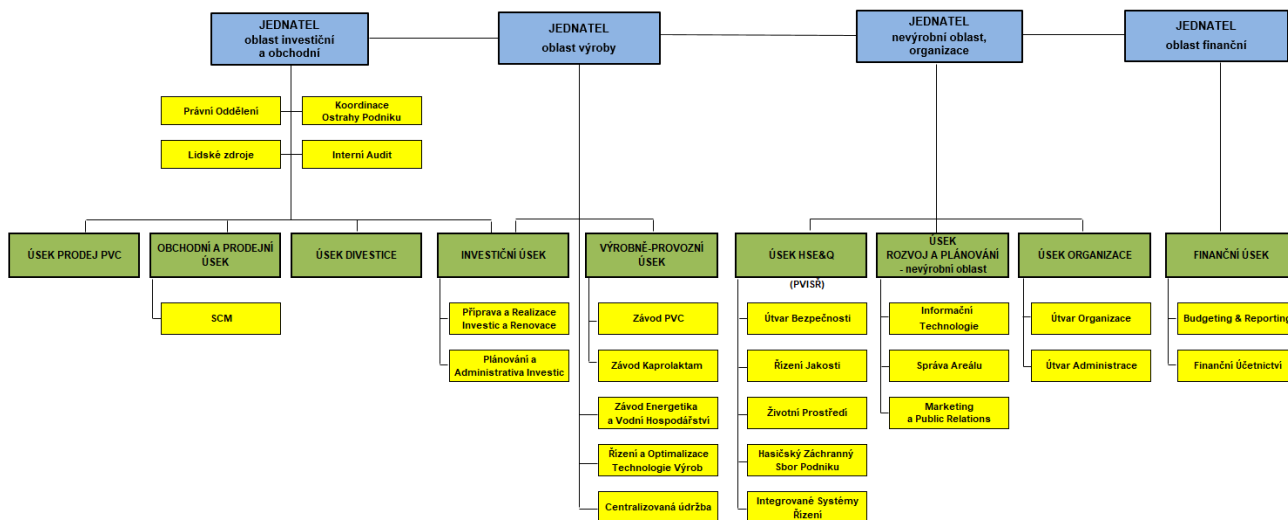 JEDNATEL
oblast investiční
a obchodní
JEDNATEL
oblast výroby
JEDNATEL
nevýrobní oblast,
organizace
JEDNATEL
oblast finanční
Právní Oddělení
Koordinace
Ostrahy Podniku
Lidské zdroje
Interní Audit
ÚSEK PRODEJ PVC
OBCHODNÍ A PRODEJNÍ
ÚSEK
ÚSEK DIVESTICE
INVESTIČNÍ ÚSEK
VÝROBNĚ-PROVOZNÍ
ÚSEK
ÚSEK HSE&Q
(PVISŘ)
ÚSEK
ROZVOJ A PLÁNOVÁNÍ
- nevýrobní oblast
ÚSEK ORGANIZACE
FINANČNÍ ÚSEK
SCM
Příprava a Realizace
Investic a Renovace
Plánování a
Administrativa Investic
Závod PVC
Závod Kaprolaktam
Závod Energetika
a Vodní Hospodářství
Řízení a Optimalizace
Technologie Výrob
Centralizovaná údržba
Útvar Bezpečnosti
Řízení Jakosti
Životní Prostředí
Hasičský Záchranný
Sbor Podniku
Integrované Systémy
Řízení
Informační
Technologie
Správa Areálu
Marketing
a Public Relations
Útvar Organizace
Útvar Administrace
Budgeting & Reporting
Finanční Účetnictví